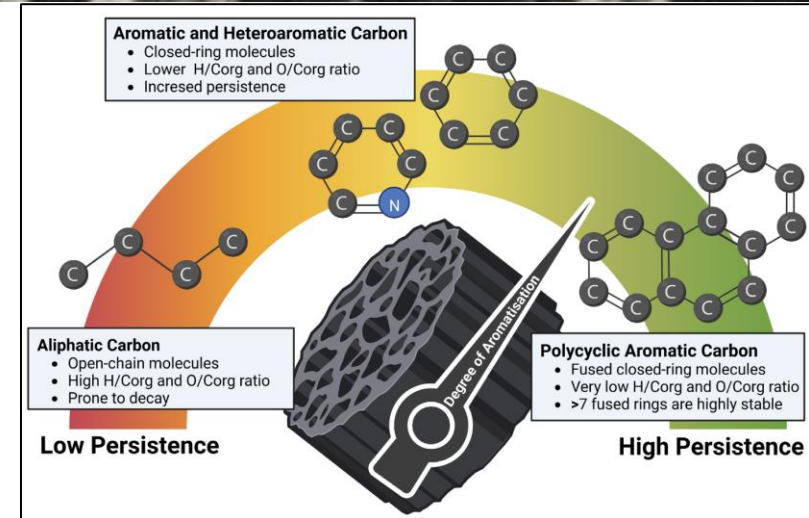 Aromatic and Heteroaromatic Carbon
• Closed-ring molecules
• Lower H/Corg and O/Corg ratio
• Incresed persistence
C C
C C
C C
C C
C C
C N
C C
C C
Degree of Aromatisation
C
C C
C C
C C C
C C C
C C
C C
Aliphatic Carbon
• Open-chain molecules
• High H/Corg and O/Corg ratio
• Prone to decay
Low Persistence
Polycyclic Aromatic Carbon
• Fused closed-ring molecules
• Very low H/Corg and O/Corg ratio
• >7 fused rings are highly stable
High Persistence